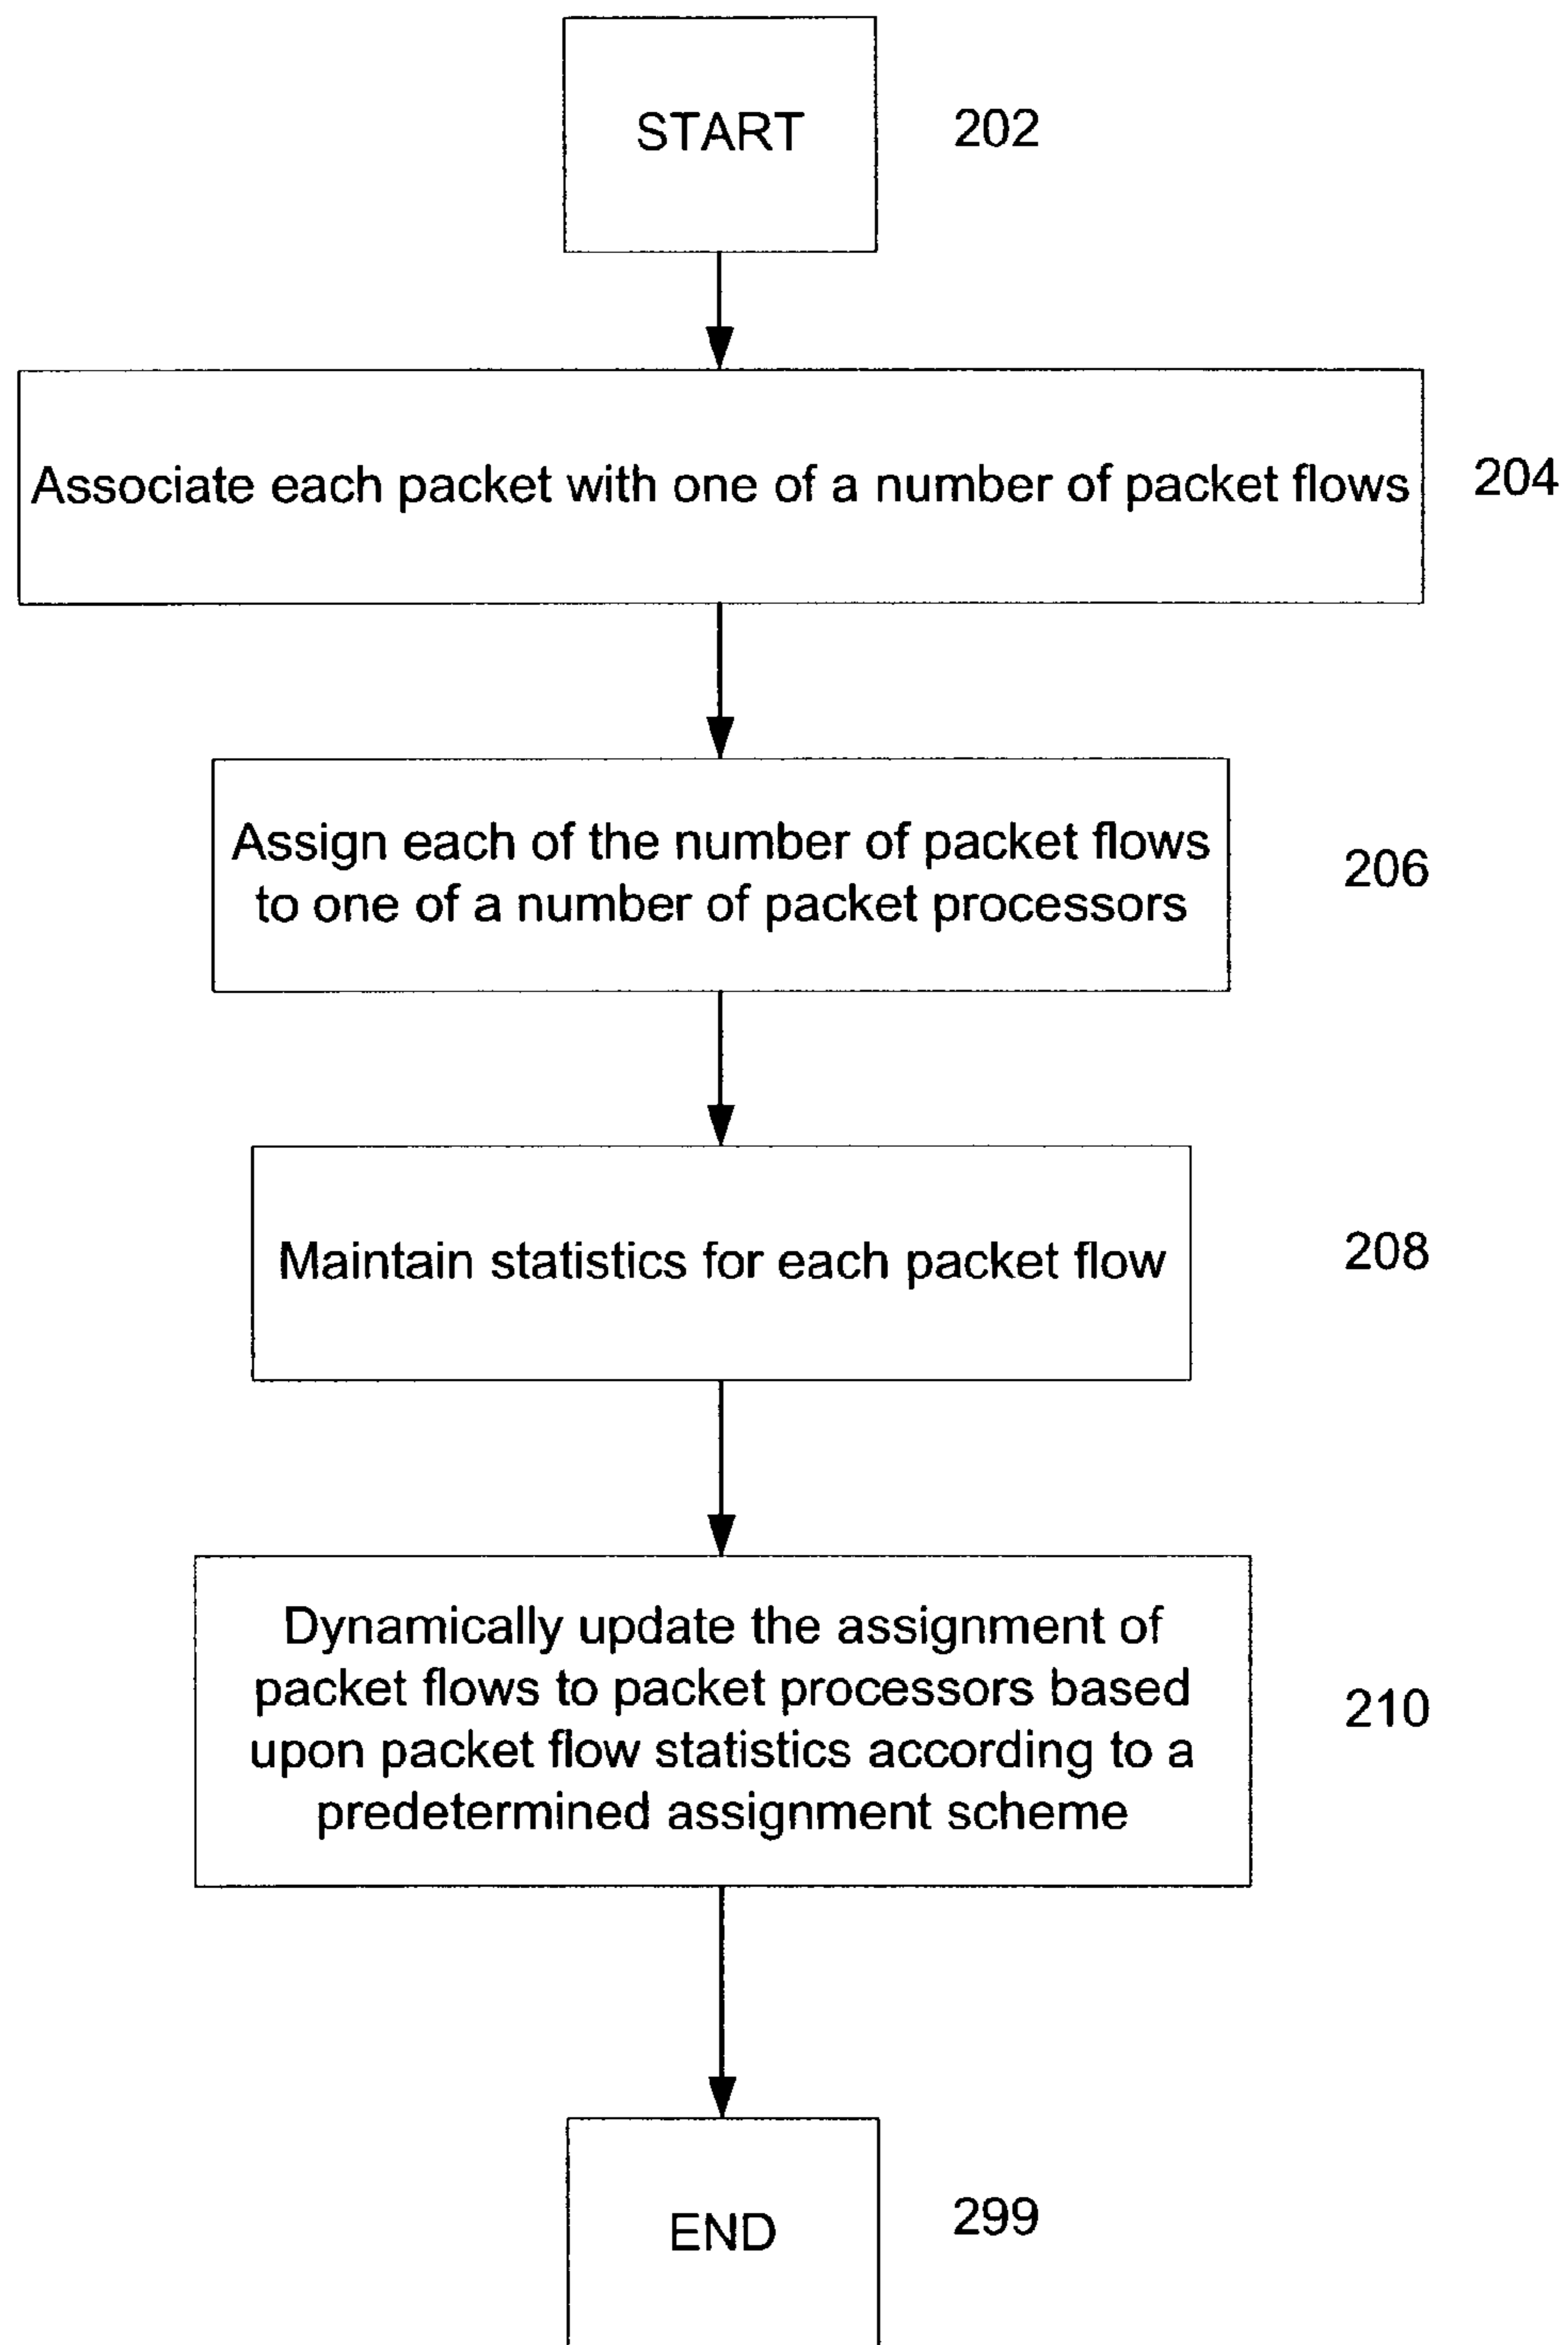 START
202
Associate each packet with one of a number of packet flows
204
Assign each of the number of packet flows
to one of a number of packet processors
206
Maintain statistics for each packet flow
208
Dynamically update the assignment of
packet flows to packet processors based
upon packet flow statistics according to a
predetermined assignment scheme
210
END
299